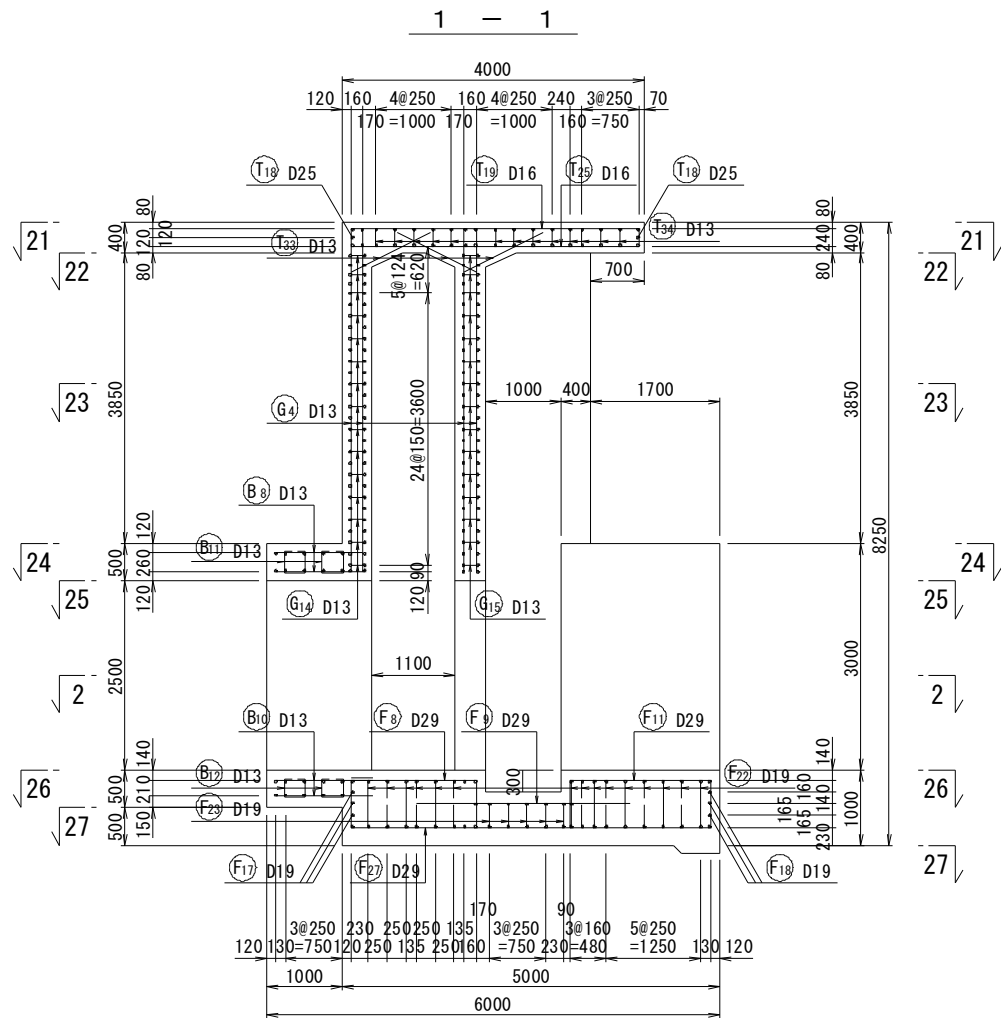 1 － 1
4000
120 160 4@250 160 4@250 240 3@250 70
170 =1000 170 =1000 160 =750
T18 D25 T19 D16 T25 D16 T18 D25
21 400 80 120 120 80
T33 D13 T34 D13
80 240 80 400 21
22 22
5@124
=620
700
23 3850 1000 400 1700 3850 23
G4 D13
24@150=3600
8250
B8 D13
B11 D13
24 500 120 260 120
90
120
24
25 25
G14 D13 G15 D13
2500 1100 3000
2 2
B10 D13 F8 D29 F9 D29 F11 D29
140 140
26 500 210 B12 D13 300 F22 D19 160 140 1000 26
27 500 150 F23 D19 165 165 230 27
F17 D19 F27 D29 F18 D19
170 90
3@250 230 250 250 135 3@250 3@160 5@250
120 130 =750 120 250 135 250 160 =750 230 =480 =1250 130 120
1000 5000
6000